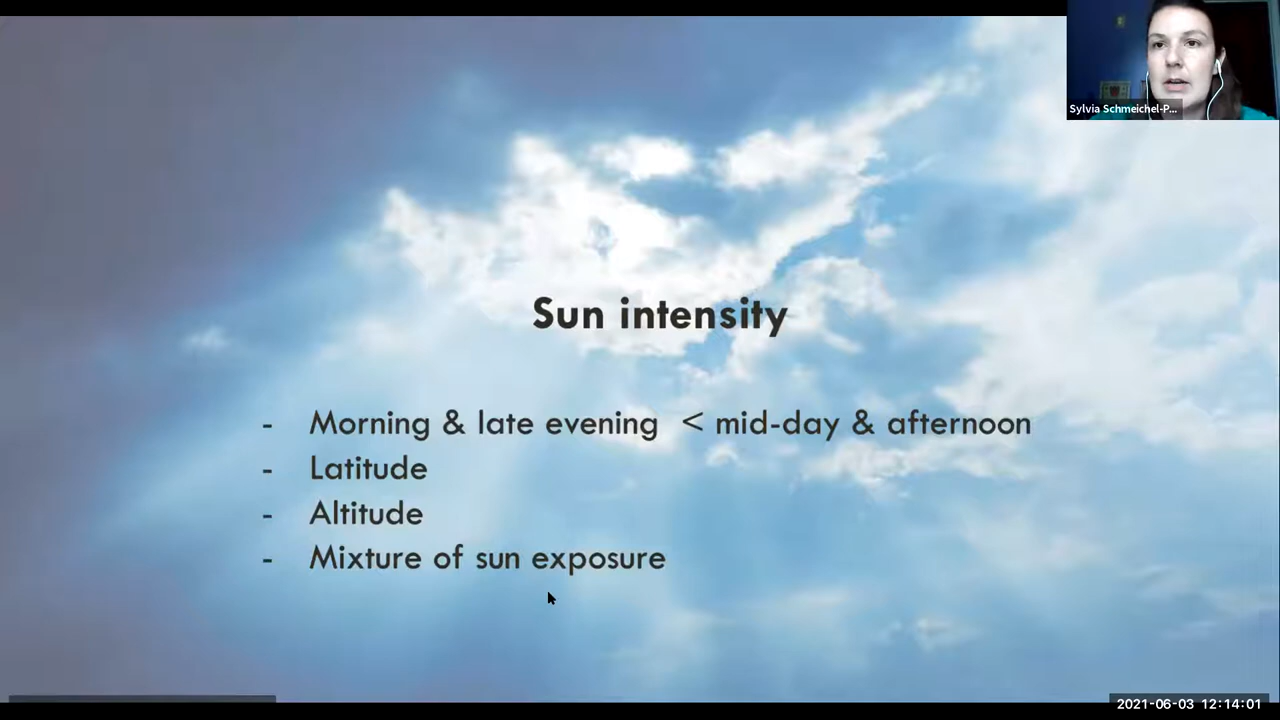 Sylvia Schmeichel-P...
Sun intensity
- Morning & late evening < mid-day & afternoon
- Latitude
- Altitude
- Mixture of sun exposure
2021-06-03 12:14:01